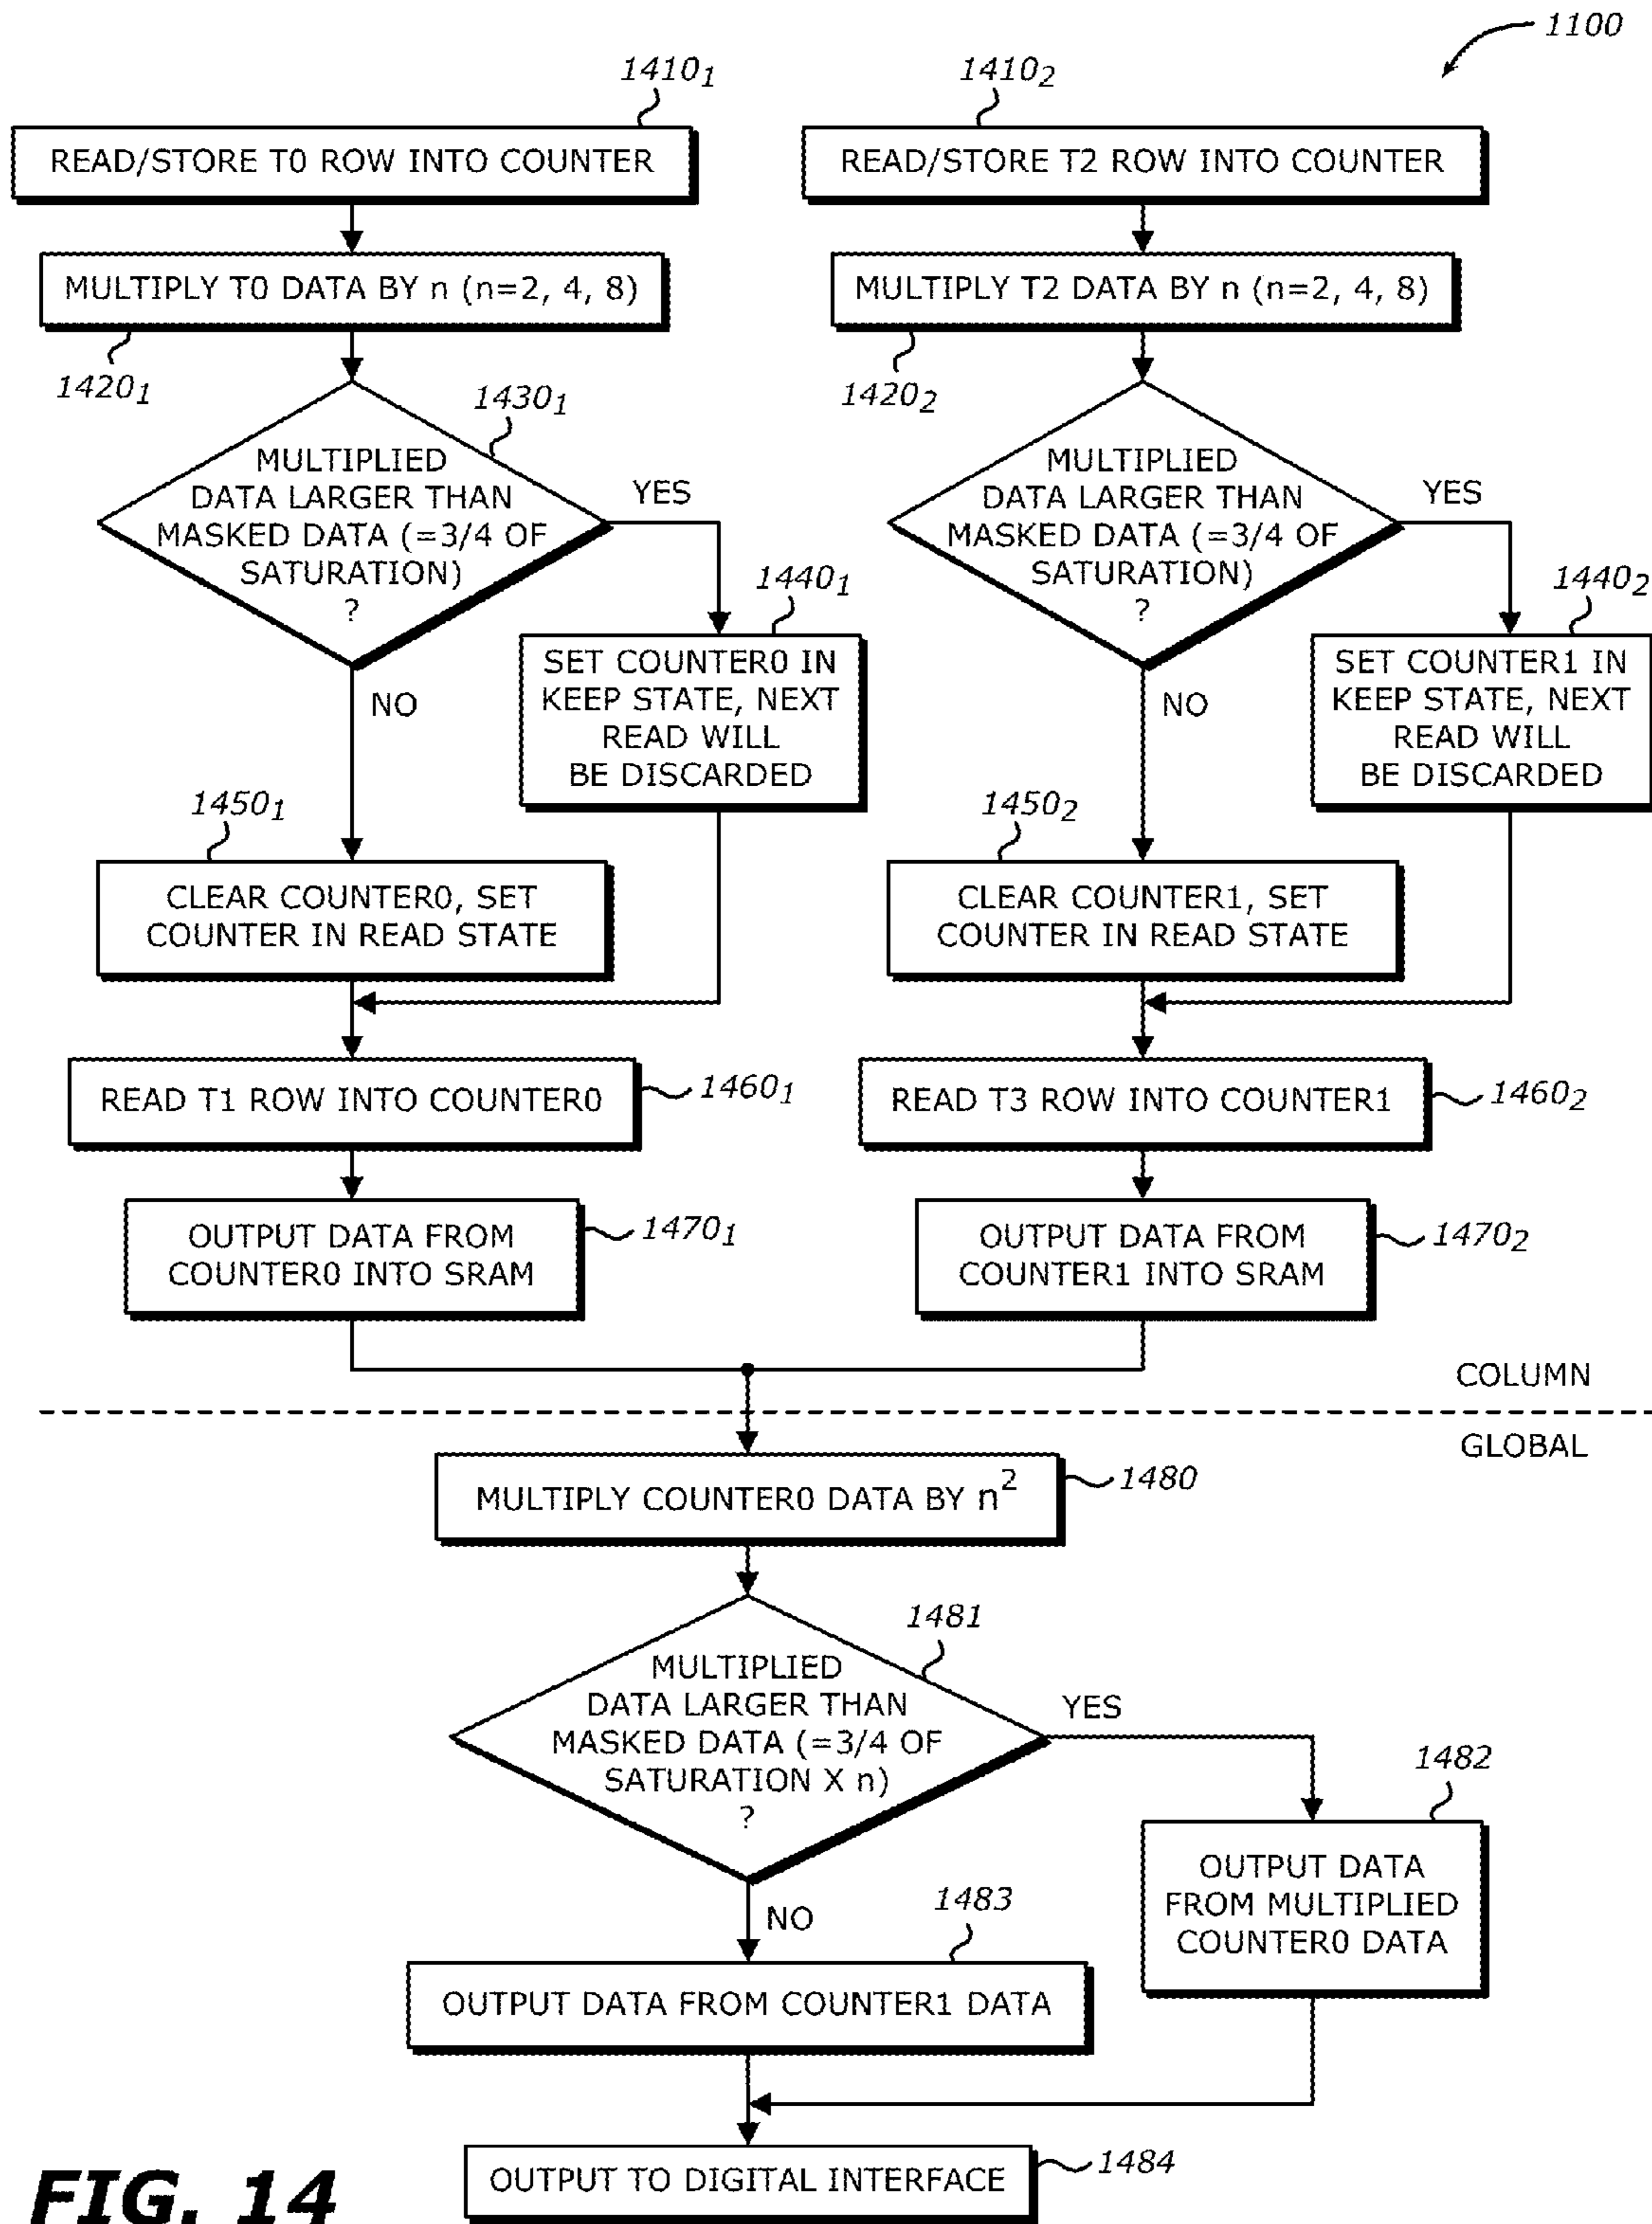 1100
1410₁
READ/STORE T0 ROW INTO COUNTER
MULTIPLY T0 DATA BY n (n=2, 4, 8)
1420₁
1430₁
MULTIPLIED
DATA LARGER THAN
MASKED DATA (=3/4 OF
SATURATION)
?
YES
NO
1440₁
SET COUNTER0 IN
KEEP STATE, NEXT
READ WILL
BE DISCARDED
1450₁
CLEAR COUNTER0, SET
COUNTER IN READ STATE
READ T1 ROW INTO COUNTER0
1460₁
OUTPUT DATA FROM
COUNTER0 INTO SRAM
1470₁
1410₂
READ/STORE T2 ROW INTO COUNTER
MULTIPLY T2 DATA BY n (n=2, 4, 8)
1420₂
MULTIPLIED
DATA LARGER THAN
MASKED DATA (=3/4 OF
SATURATION)
?
YES
NO
1440₂
SET COUNTER1 IN
KEEP STATE, NEXT
READ WILL
BE DISCARDED
1450₂
CLEAR COUNTER1, SET
COUNTER IN READ STATE
READ T3 ROW INTO COUNTER1
1460₂
OUTPUT DATA FROM
COUNTER1 INTO SRAM
1470₂
COLUMN
GLOBAL
MULTIPLY COUNTER0 DATA BY n²
1480
1481
MULTIPLIED
DATA LARGER THAN
MASKED DATA (=3/4 OF
SATURATION X n)
?
YES
NO
1482
OUTPUT DATA
FROM MULTIPLIED
COUNTER0 DATA
1483
OUTPUT DATA FROM COUNTER1 DATA
OUTPUT TO DIGITAL INTERFACE
1484
FIG. 14